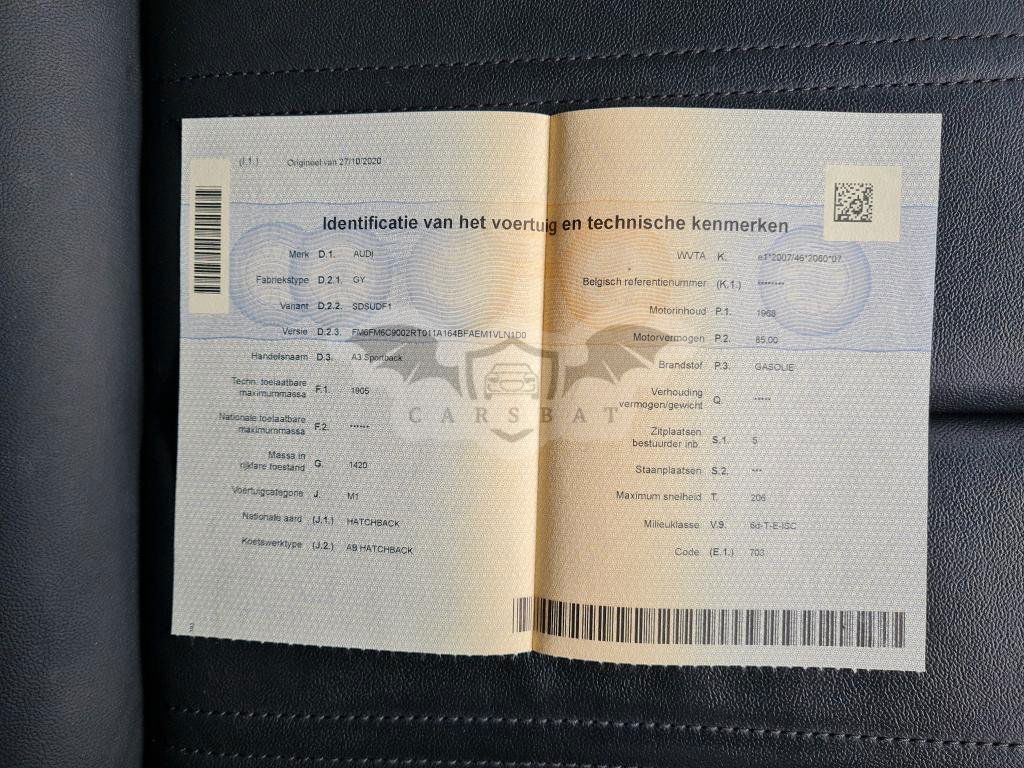 (I.1.) Origineel van 27/10/2020
Identificatie van het voertuig en technische kenmerken
Merk D.1. AUDI
Fabriekstype D.2.1. GY
Variant D.2.2. SDSUDF1
Versie D.2.3. FM6FM6C9002RT011A164BFAEM1VLN1D0
Handelsnaam D.3. A3 Sportback
Techn. toelaatbare
maximummassa F.1. 1905
Nationale toelaatbare
maximummassa F.2. ------
Massa in
rijklare toestand G. 1420
Voertuigcategorie J. M1
Nationale aard (J.1.) HATCHBACK
Koetswerktype (J.2.) AB HATCHBACK
WVTA K. e1*2007/46*2060*07
Belgisch referentienummer (K.1.) --------
Motorinhoud P.1. 1968
Motorvermogen P.2. 85.00
Brandstof P.3. GASOLIE
Verhouding
vermogen/gewicht Q. -----
Zitplaatsen
bestuurder inb. S.1. 5
Staanplaatsen S.2. ---
Maximum snelheid T. 206
Milieuklasse V.9. 6d-T-E-ISC
Code (E.1.) 703
CARSBAT